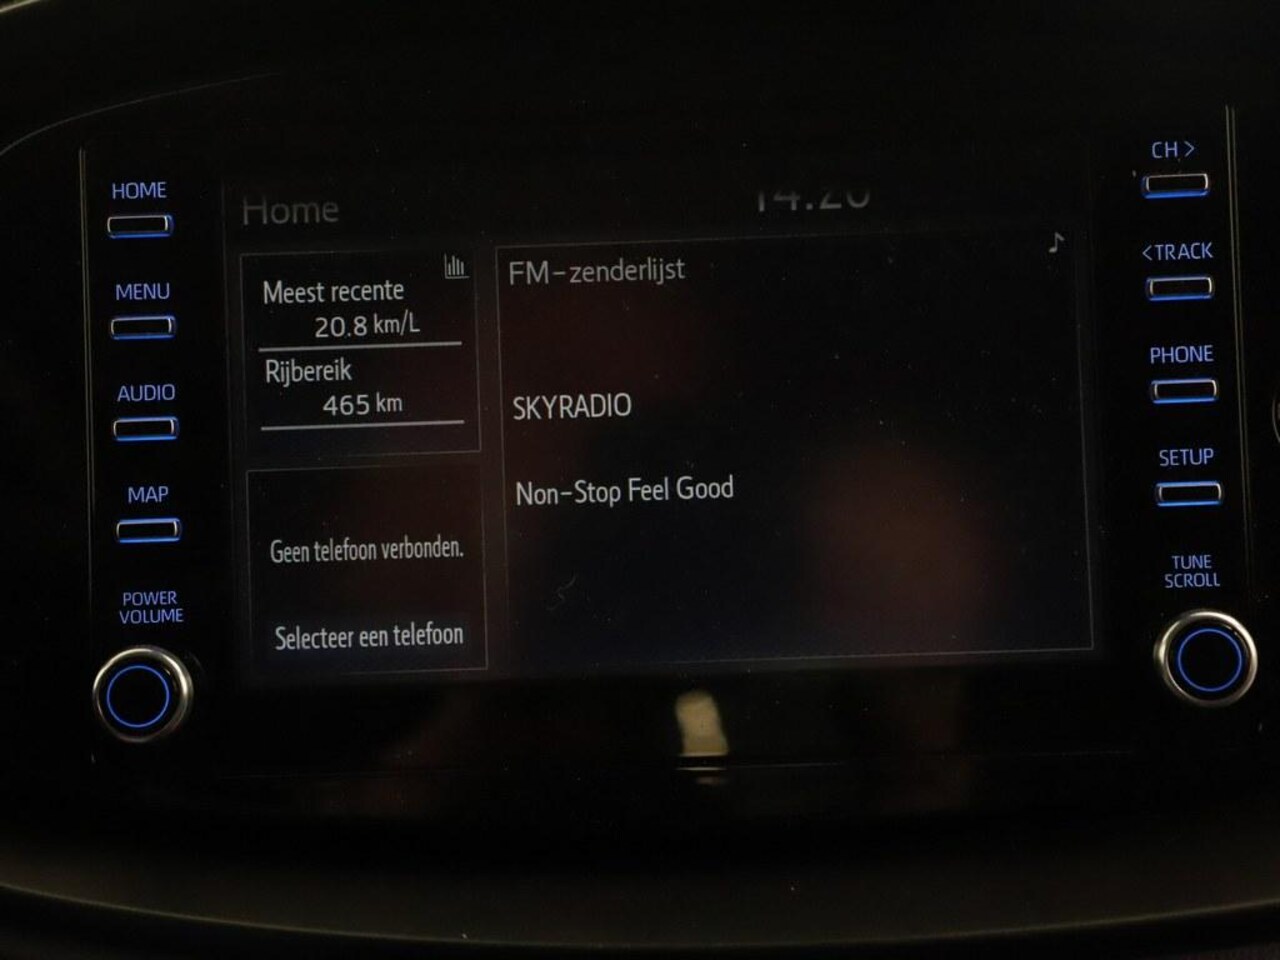 HOME
MENU
AUDIO
MAP
POWER
VOLUME
Home
Meest recente
20.8 km/L
Rijbereik
465 km
Geen telefoon verbonden.
Selecteer een telefoon
FM-zenderlijst
SKYRADIO
Non-Stop Feel Good
CH >
<TRACK
PHONE
SETUP
TUNE
SCROLL